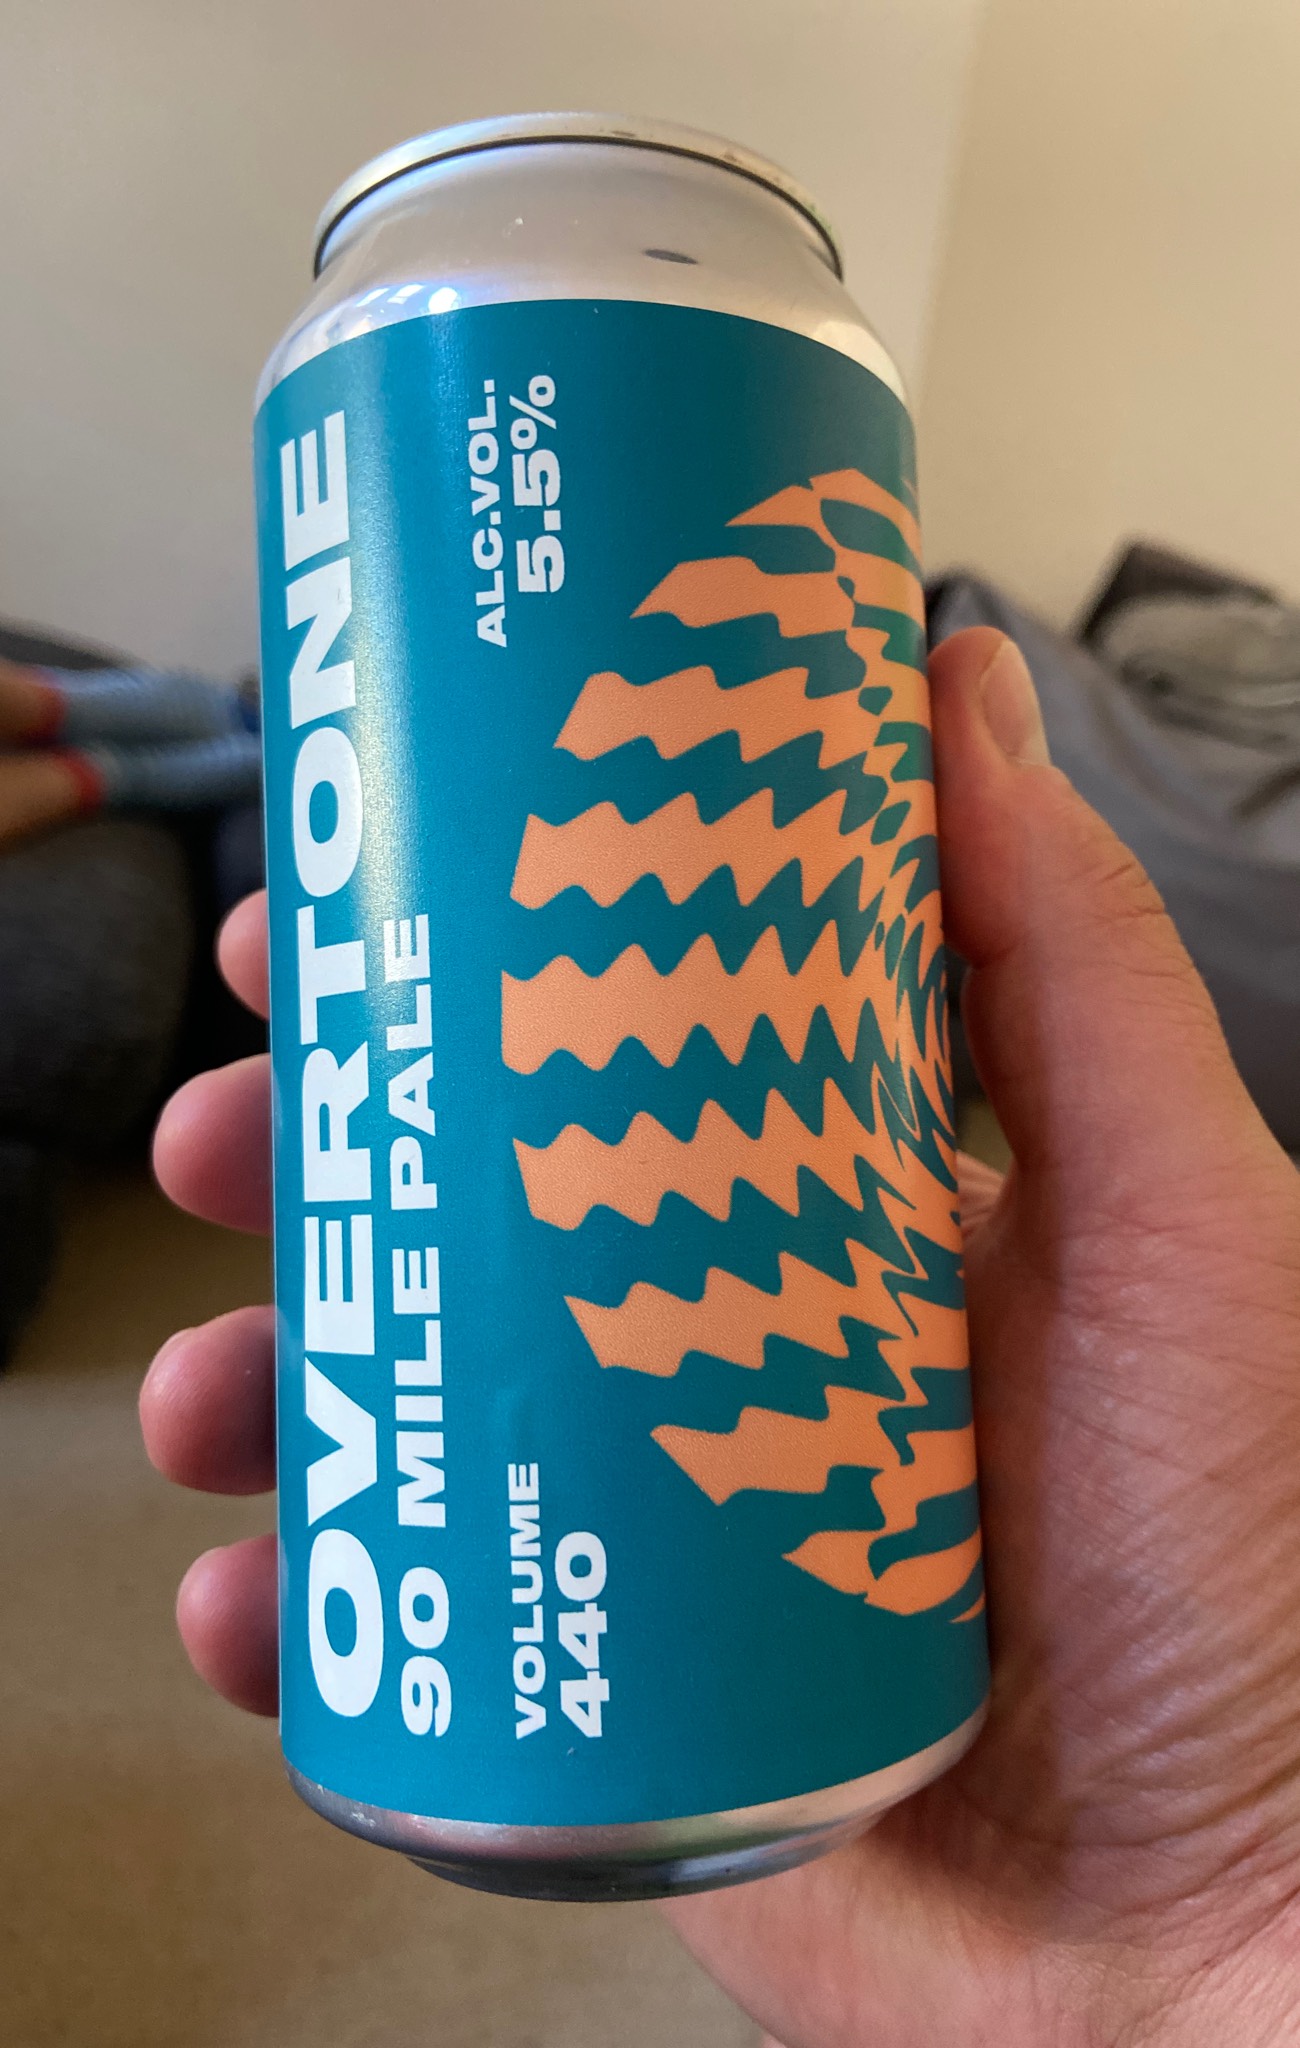 OVERTONE
90 MILE PALE
VOLUME
440
ALC.VOL.
5.5%